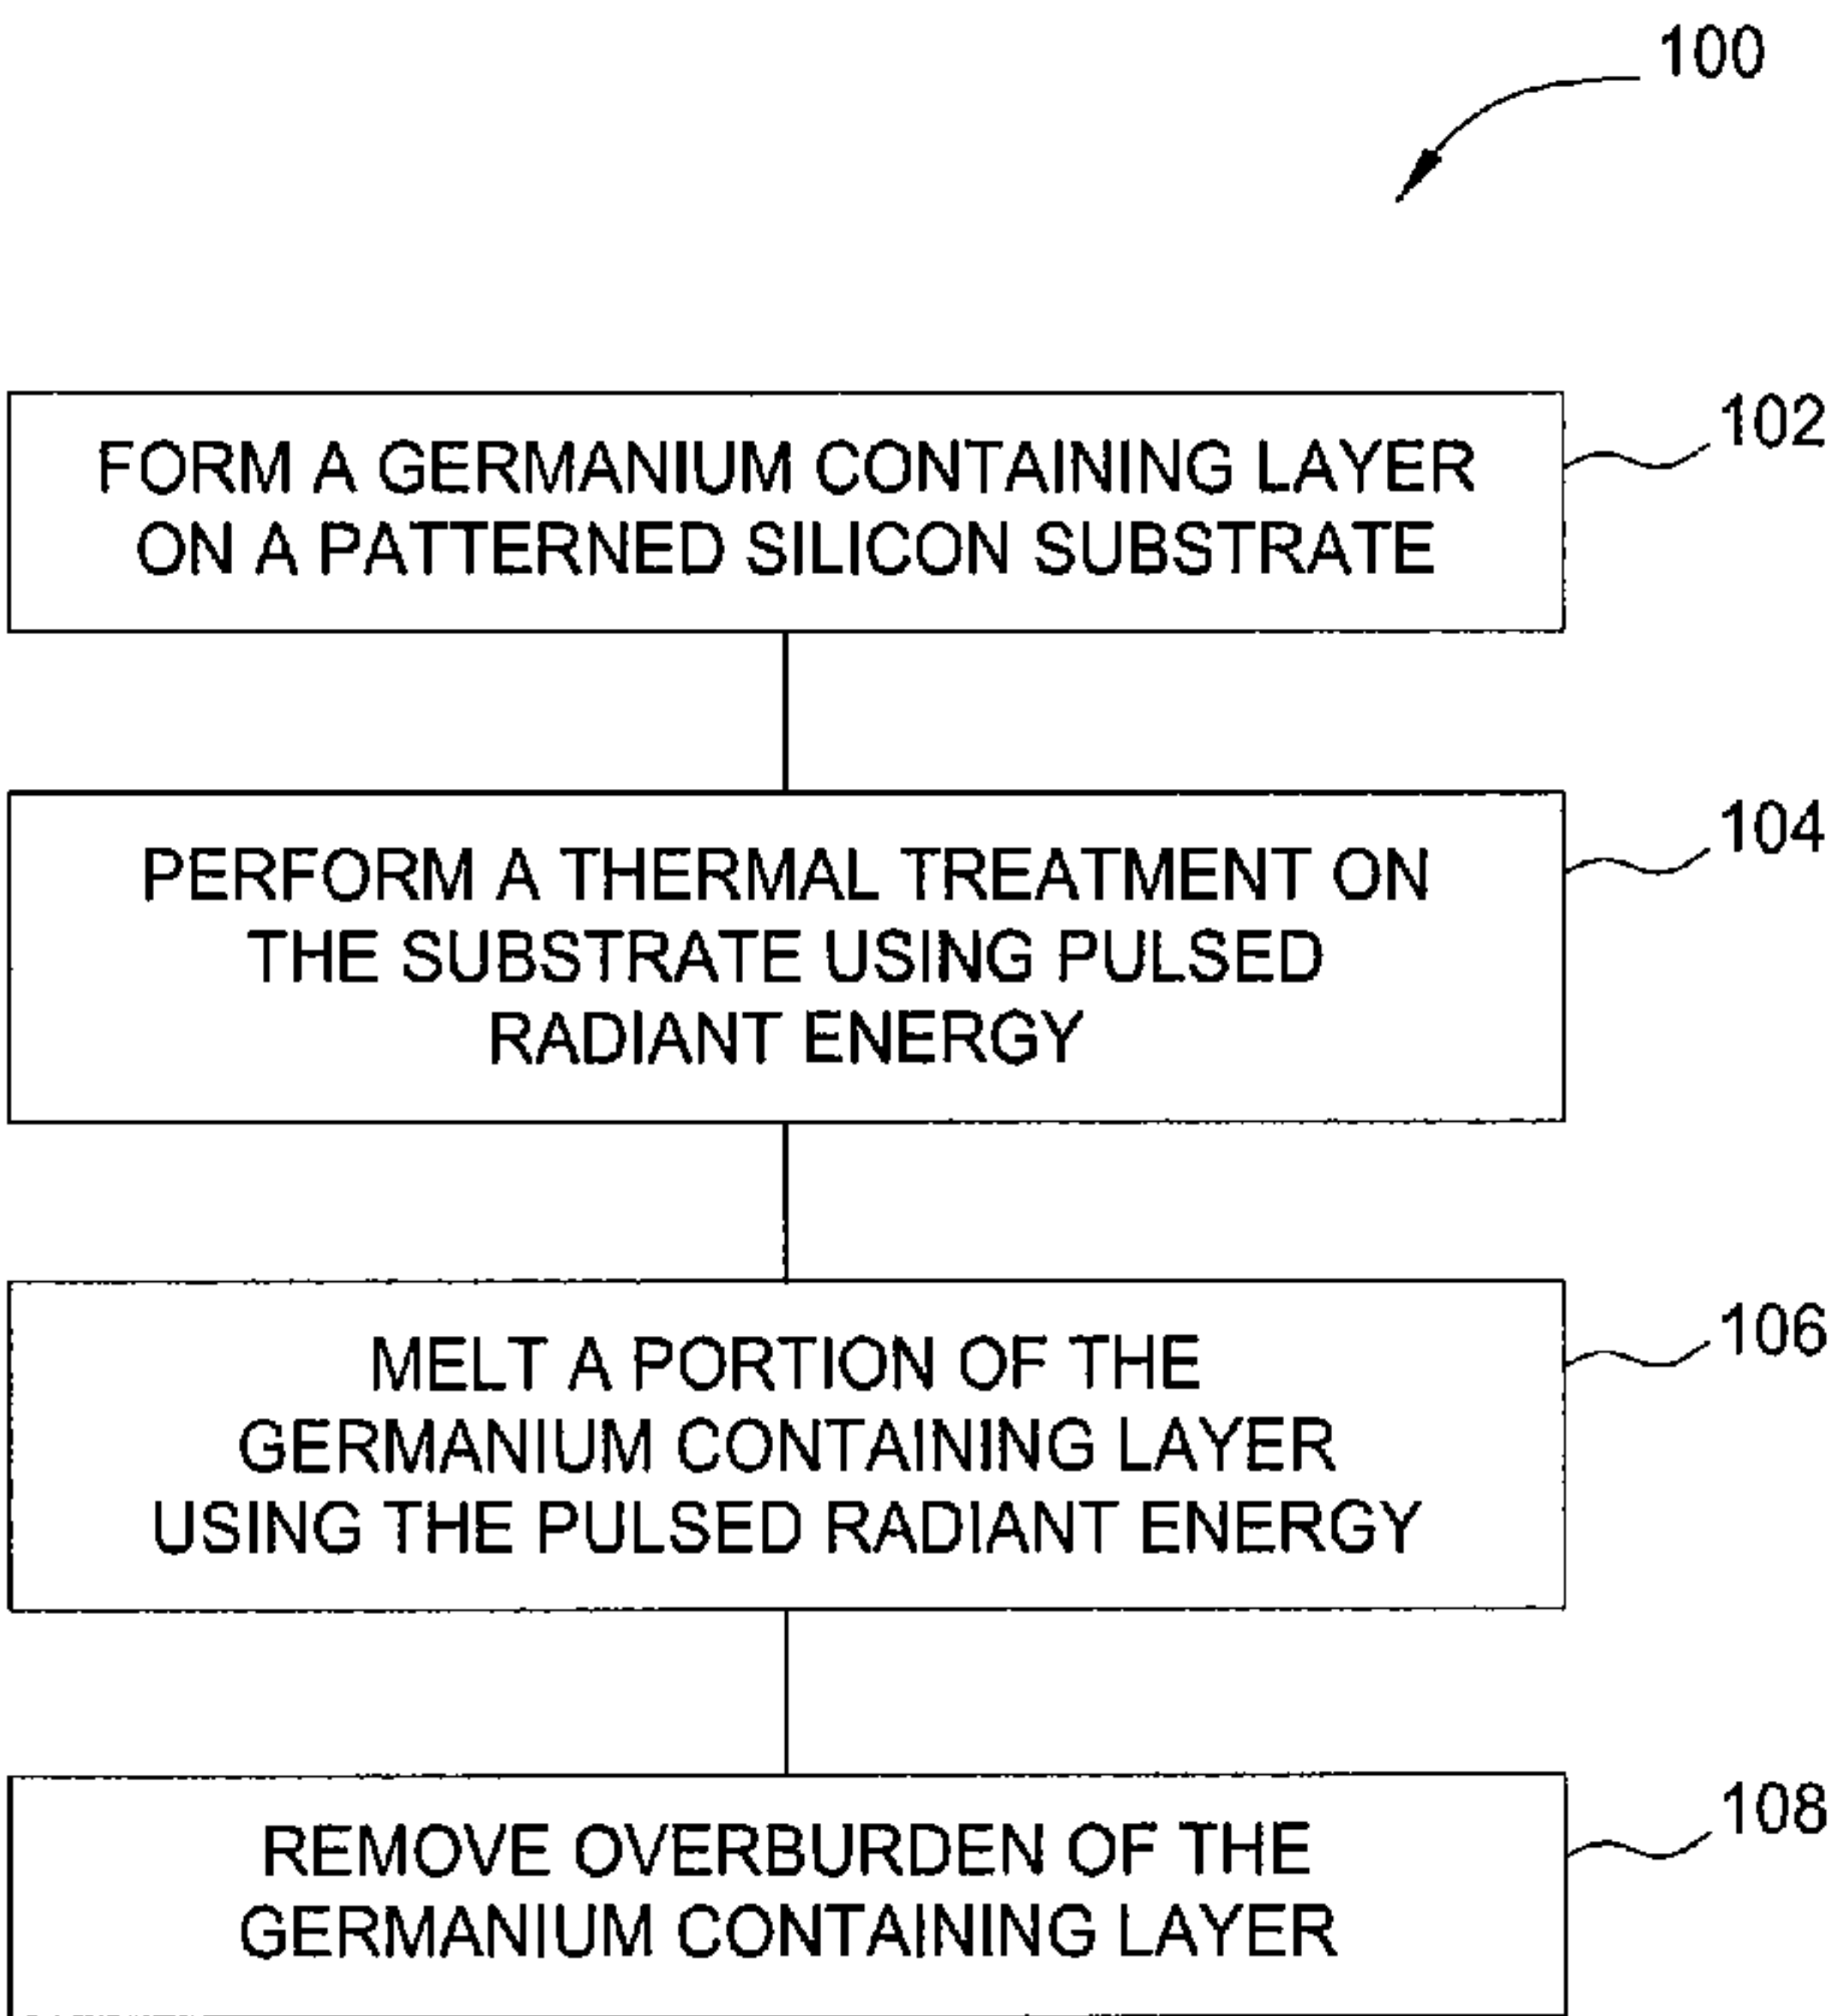 100
FORM A GERMANIUM CONTAINING LAYER
ON A PATTERNED SILICON SUBSTRATE
102
PERFORM A THERMAL TREATMENT ON
THE SUBSTRATE USING PULSED
RADIANT ENERGY
104
MELT A PORTION OF THE
GERMANIUM CONTAINING LAYER
USING THE PULSED RADIANT ENERGY
106
REMOVE OVERBURDEN OF THE
GERMANIUM CONTAINING LAYER
108